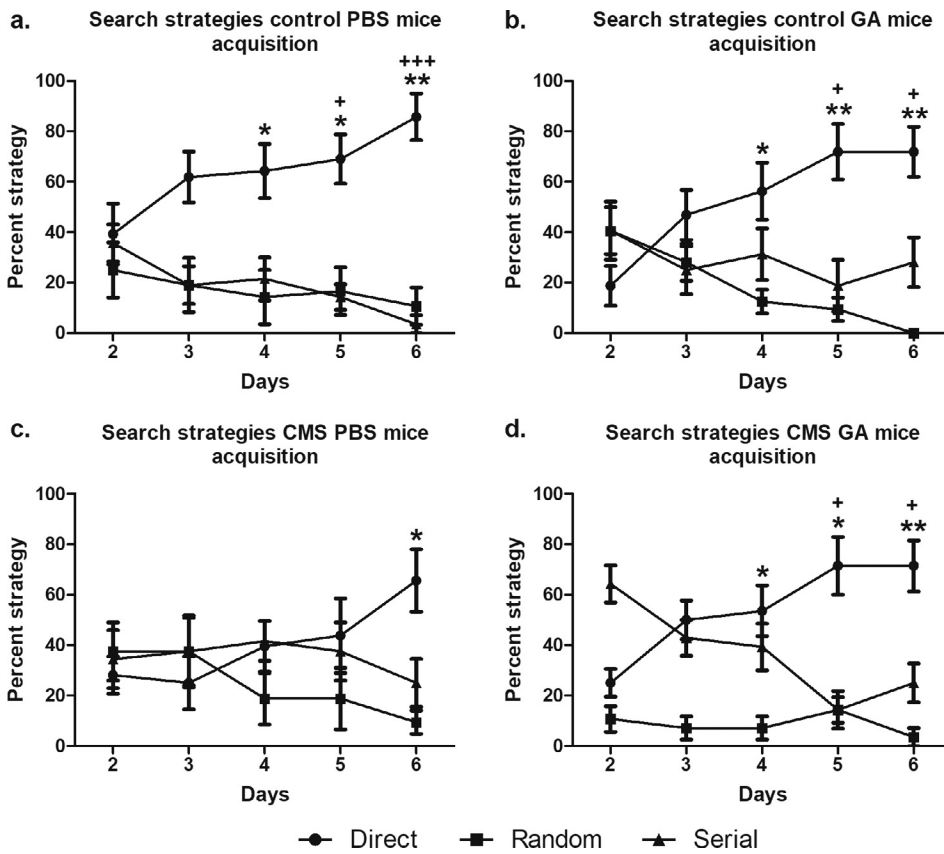 a.
Search strategies control PBS mice
acquisition
Percent strategy
100
80
60
40
20
0
*
+
*
+++
**
2 3 4 5 6
Days
b.
Search strategies control GA mice
acquisition
Percent strategy
100
80
60
40
20
0
*
+
**
+
**
2 3 4 5 6
Days
c.
Search strategies CMS PBS mice
acquisition
Percent strategy
100
80
60
40
20
0
*
2 3 4 5 6
Days
d.
Search strategies CMS GA mice
acquisition
Percent strategy
100
80
60
40
20
0
*
+
*
+
**
2 3 4 5 6
Days
Direct Random Serial